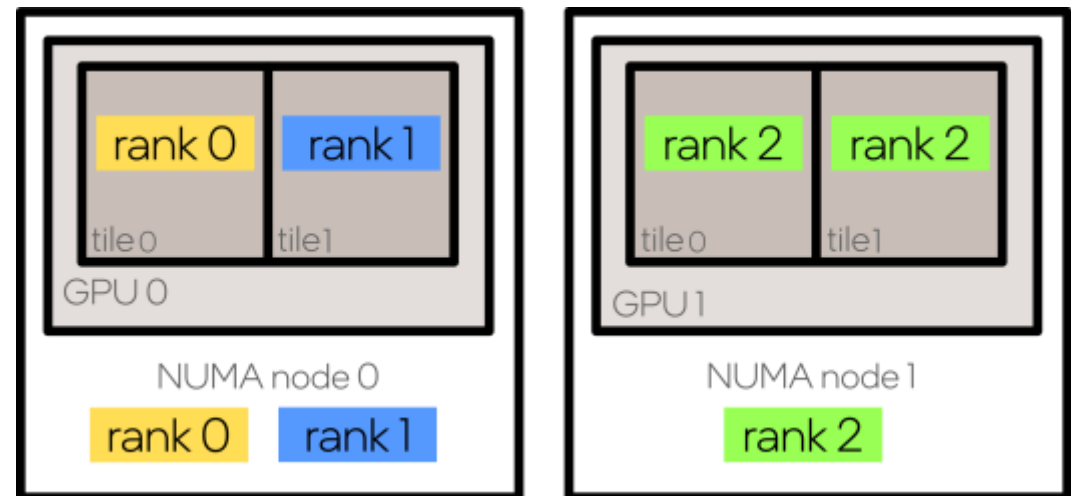 rank 0 rank 1
tile 0 tile 1
GPU 0
NUMA node 0
rank 0 rank 1
rank 2 rank 2
tile 0 tile 1
GPU 1
NUMA node 1
rank 2